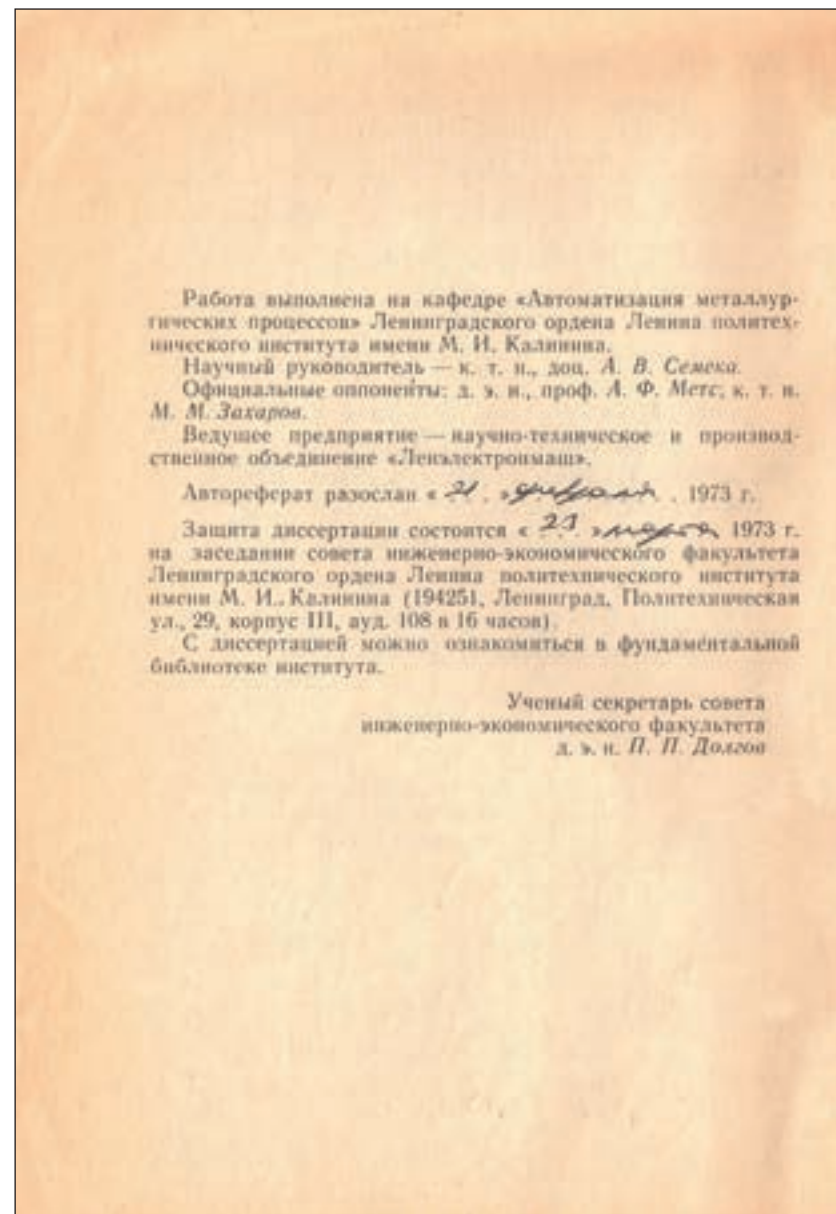 Работа выполнена на кафедре «Автоматизация металлур-
гических процессов» Ленинградского ордена Ленина политех-
нического института имени М. И. Калинина.
Научный руководитель — к. т. н., доц. А. В. Семека.
Официальные оппоненты: д. э. н., проф. А. Ф. Метс, к. т. н.
М. М. Захаров.
Ведущее предприятие — научно-техническое и производ-
ственное объединение «Ленэлектронмаш».
Автореферат разослан « 21 . » февраля . 1973 г.
Защита диссертации состоится « » марта 1973 г.
на заседании совета инженерно-экономического факультета
Ленинградского ордена Ленина политехнического института
имени М. И. Калинина (194251, Ленинград, Политехническая
ул., 29, корпус III, ауд. 108 в 16 часов).
С диссертацией можно ознакомиться в фундаментальной
библиотеке института.
Ученый секретарь совета
инженерно-экономического факультета
д. э. н. П. П. Долгов